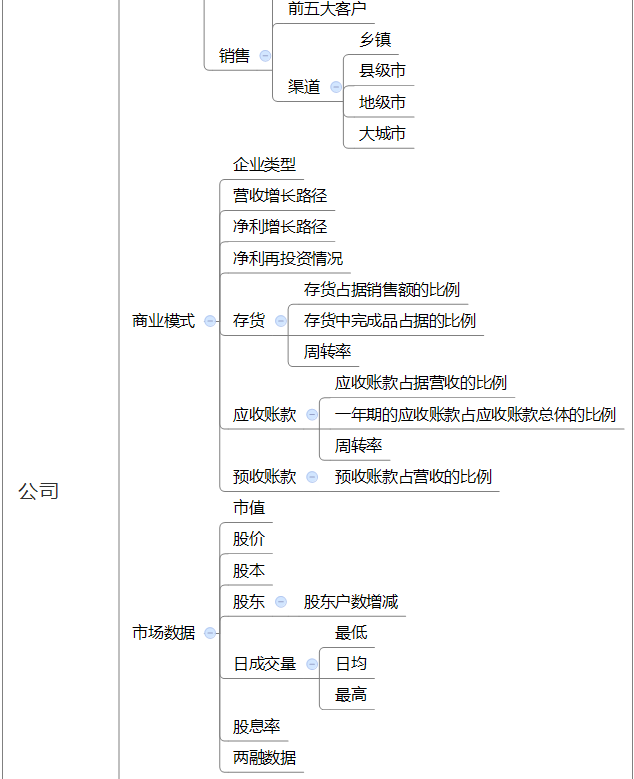 前五大客户
销售
渠道
乡镇
县级市
地级市
大城市
公司
商业模式
企业类型
营收增长路径
净利增长路径
净利再投资情况
存货
存货占据销售额的比例
存货中完成品占据的比例
周转率
应收账款
应收账款占据营收的比例
一年期的应收账款占应收账款总体的比例
周转率
预收账款
预收账款占营收的比例
市场数据
市值
股价
股本
股东
股东户数增减
日成交量
最低
日均
最高
股息率
两融数据